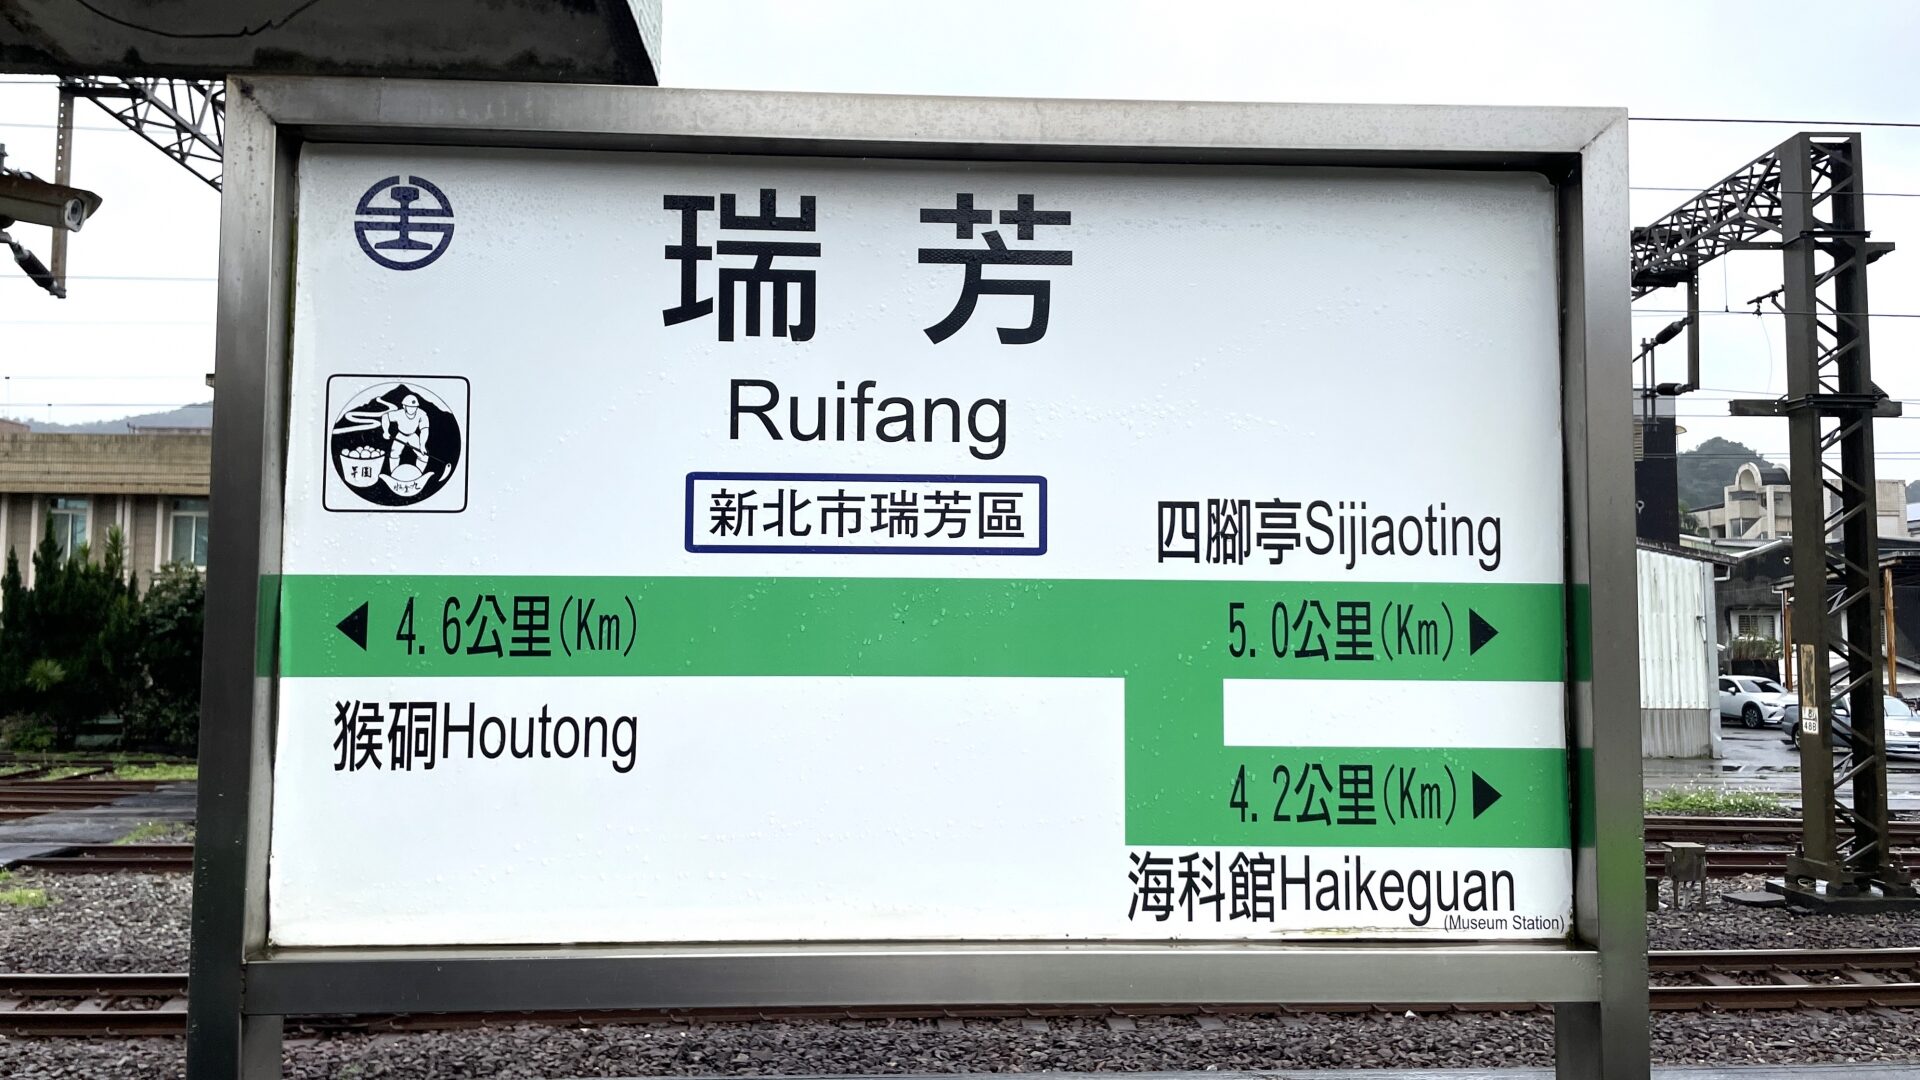 瑞芳
Ruifang
新北市瑞芳區
四腳亭Sijiaoting
4.6公里(Km)
5.0公里(Km)
猴硐Houtong
4.2公里(Km)
海科館Haikeguan
(Museum Station)